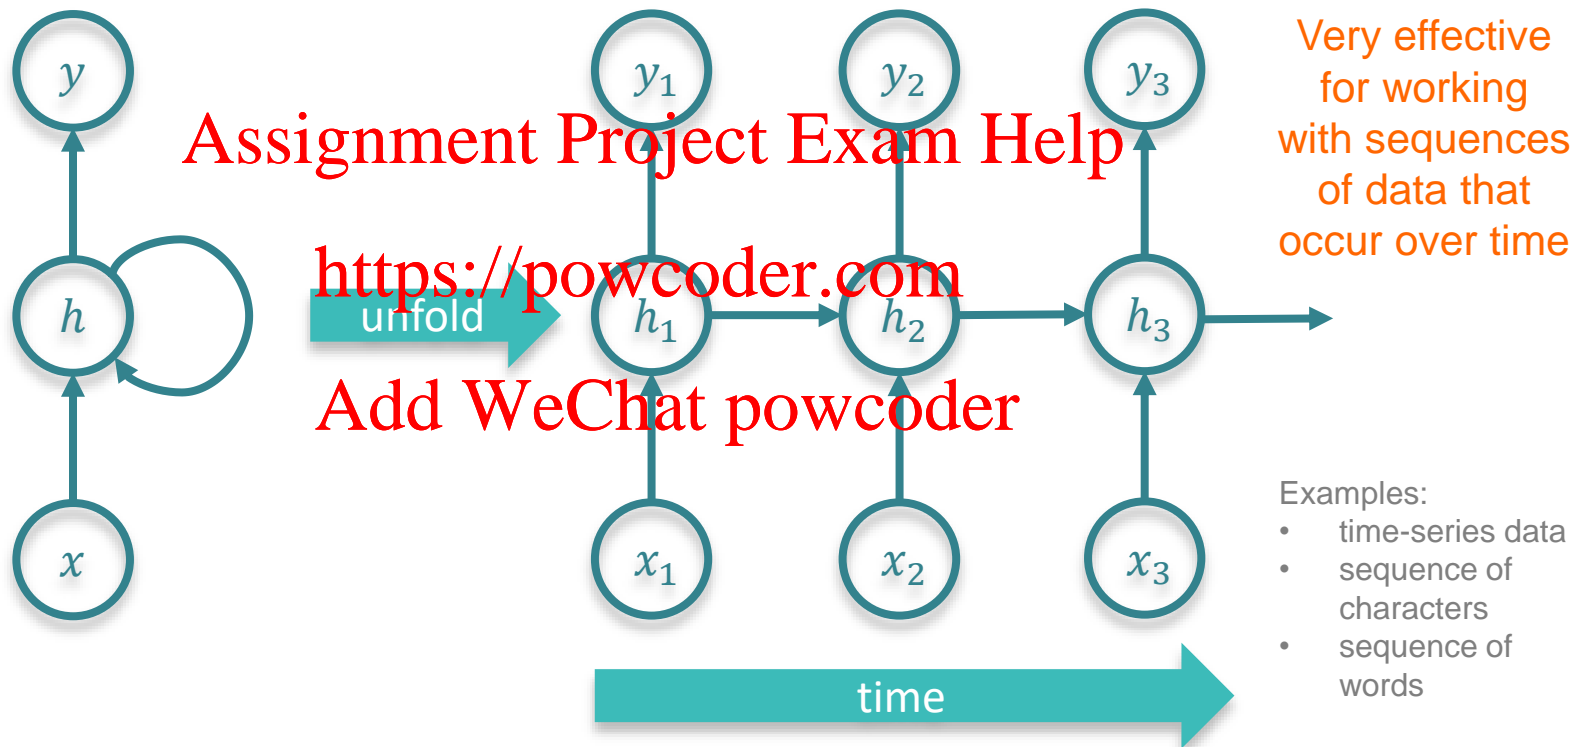 y
y₁
y₂
y₃
Very effective
for working
with sequences
of data that
occur over time
Assignment Project Exam Help
https://powcoder.com
unfold
h
h₁
h₂
h₃
Add WeChat powcoder
x
x₁
x₂
x₃
Examples:
• time-series data
• sequence of
characters
• sequence of
words
time